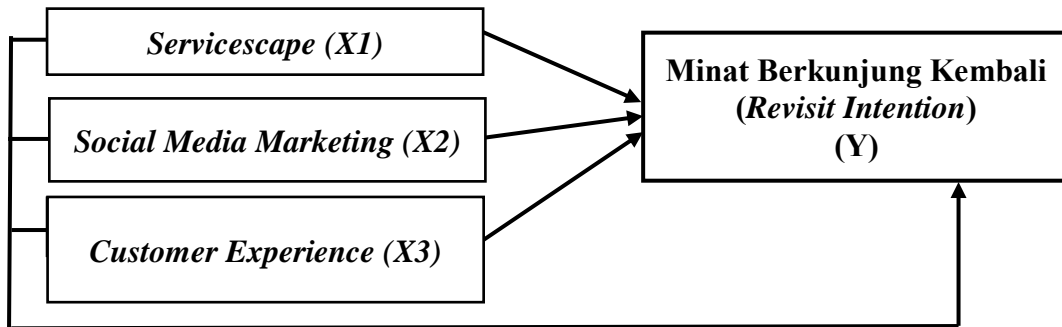 Servicescape (X1)
Social Media Marketing (X2)
Customer Experience (X3)
Minat Berkunjung Kembali
(Revisit Intention)
(Y)